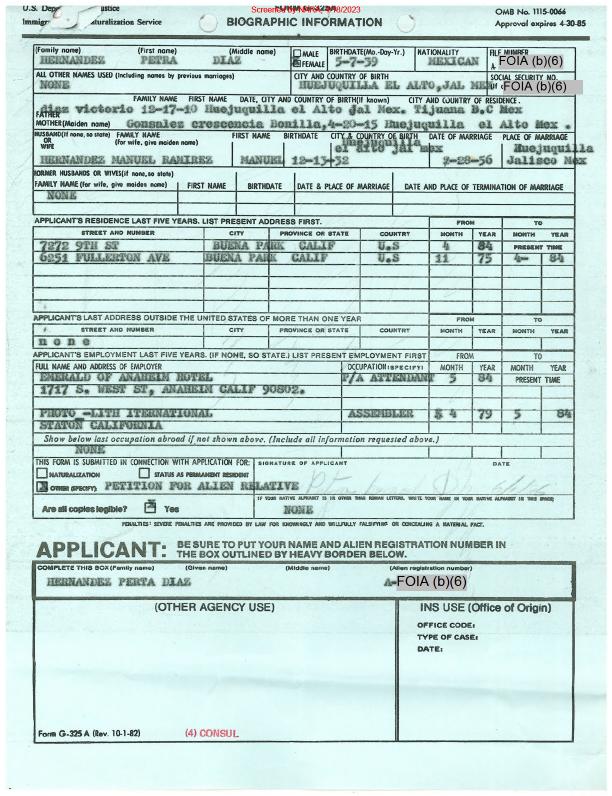 U.S. Dep
stice
Immigr
aturalization Service
Screened by
/2023
BIOGRAPHIC INFORMATION
OMB No. 1115-0066
Approval expires 4-30-85
(Family name) (First name) (Middle name) MALE FEMALE BIRTHDATE(Mo.-Day-Yr.) NATIONALITY FILE NUMBER
HERNANDEZ PETRA DIAZ 5-7-39 MEXICAN A- FOIA (b)(6)
ALL OTHER NAMES USED (Including names by previous marriages) CITY AND COUNTRY OF BIRTH SOCIAL SECURITY NO.
NONE HUEJUQUILLA EL ALTO,JAL MEX FOIA (b)(6)
FAMILY NAME FIRST NAME DATE, CITY AND COUNTRY OF BIRTH(If known) CITY AND COUNTRY OF RESIDENCE.
FATHER diez victorio 12-17-10 Huejuquilla el Alto Jal Mex. Tijuana B.C Mex
MOTHER(Maiden name) Gonsalez crescencia Bonilla,4-20-15 Huejuquilla el Alto Mex .
HUSBAND(If none, so state) OR WIFE FAMILY NAME (For wife, give maiden name) FIRST NAME BIRTHDATE CITY & COUNTRY OF BIRTH DATE OF MARRIAGE PLACE OF MARRIAGE
Huejuquilla Huejuquilla
HERNANDEZ MANUEL RAMIREZ MANUEL 12-13-32 el alto jal mex 2-28-56 Jalisco Mex
FORMER HUSBANDS OR WIVES(if none,so state)
FAMILY NAME (For wife, give maiden name) FIRST NAME BIRTHDATE DATE & PLACE OF MARRIAGE DATE AND PLACE OF TERMINATION OF MARRIAGE
NONE
APPLICANT'S RESIDENCE LAST FIVE YEARS. LIST PRESENT ADDRESS FIRST. FROM TO
STREET AND NUMBER CITY PROVINCE OR STATE COUNTRY MONTH YEAR MONTH YEAR
7272 9TH ST BUENA PARK CALIF U.S 4 84 PRESENT TIME
6251 FULLERTON AVE BUENA PARK CALIF U.S 11 75 4- 84
APPLICANT'S LAST ADDRESS OUTSIDE THE UNITED STATES OF MORE THAN ONE YEAR FROM TO
STREET AND NUMBER CITY PROVINCE OR STATE COUNTRY MONTH YEAR MONTH YEAR
n o n e
APPLICANT'S EMPLOYMENT LAST FIVE YEARS. (IF NONE, SO STATE.) LIST PRESENT EMPLOYMENT FIRST FROM TO
FULL NAME AND ADDRESS OF EMPLOYER OCCUPATION(SPECIFY) MONTH YEAR MONTH YEAR
EMERALD OF ANAHEIM HOTEL P/A ATTENDANT 5 84 PRESENT TIME
1717 S. WEST ST, ANAHEIM CALIF 90802.
PHOTO -LITH ITERNATIONAL ASSEMBLER 4 79 5 84
STATON CALIFORNIA
Show below last occupation abroad if not shown above. (Include all information requested above.)
NONE
THIS FORM IS SUBMITTED IN CONNECTION WITH APPLICATION FOR: SIGNATURE OF APPLICANT DATE
NATURALIZATION STATUS AS PERMANENT RESIDENT
OTHER (SPECIFY): PETITION FOR ALIEN RELATIVE
IF YOUR NATIVE ALPHABET IS IN OTHER THAN ROMAN LETTERS, WRITE YOUR NAME IN YOUR NATIVE ALPHABET IN THIS SPACE:
Are all copies legible? Yes NONE
PENALTIES: SEVERE PENALTIES ARE PROVIDED BY LAW FOR KNOWINGLY AND WILLFULLY FALSIFYING OR CONCEALING A MATERIAL FACT.
APPLICANT: BE SURE TO PUT YOUR NAME AND ALIEN REGISTRATION NUMBER IN
THE BOX OUTLINED BY HEAVY BORDER BELOW.
COMPLETE THIS BOX(Family name) (Given name) (Middle name) (Alien registration number)
HERNANDEZ PERTA DIAZ A- FOIA (b)(6)
(OTHER AGENCY USE) INS USE (Office of Origin)
OFFICE CODE:
TYPE OF CASE:
DATE:
Form G-325 A (Rev. 10-1-82) (4) CONSUL